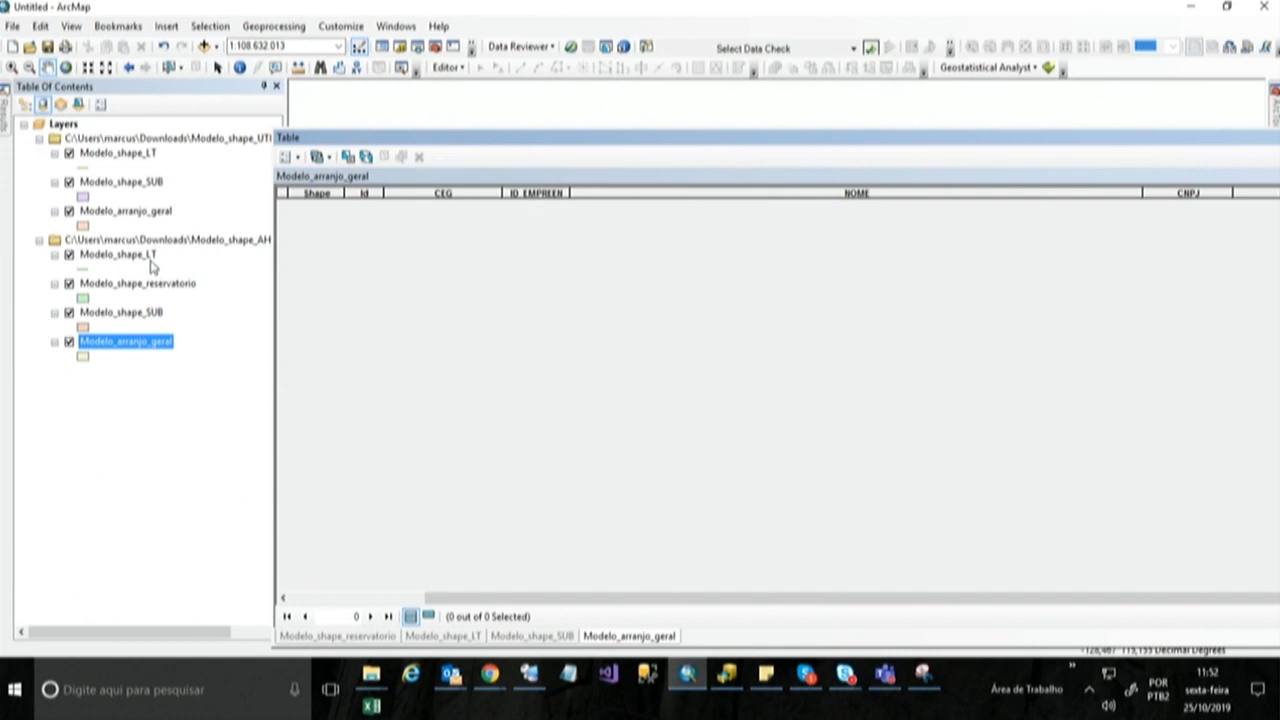 Untitled - ArcMap
File Edit View Bookmarks Insert Selection Geoprocessing Customize Windows Help
1:108.632.013 Data Reviewer Select Data Check
Editor Geostatistical Analyst
Table Of Contents
Results
Layers
C:\Users\marcus\Downloads\Modelo_shape_UTI
Modelo_shape_LT
Modelo_shape_SUB
Modelo_arranjo_geral
C:\Users\marcus\Downloads\Modelo_shape_AH
Modelo_shape_LT
Modelo_shape_reservatorio
Modelo_shape_SUB
Modelo_arranjo_geral
Table
Modelo_arranjo_geral
Shape Id CEG ID_EMPREEN NOME CNPJ
0 (0 out of 0 Selected)
Modelo_shape_reservatorio Modelo_shape_LT Modelo_shape_SUB Modelo_arranjo_geral
Decimal Degrees
Digite aqui para pesquisar
Área de Trabalho
POR
PTB2
11:52
sexta-feira
25/10/2019